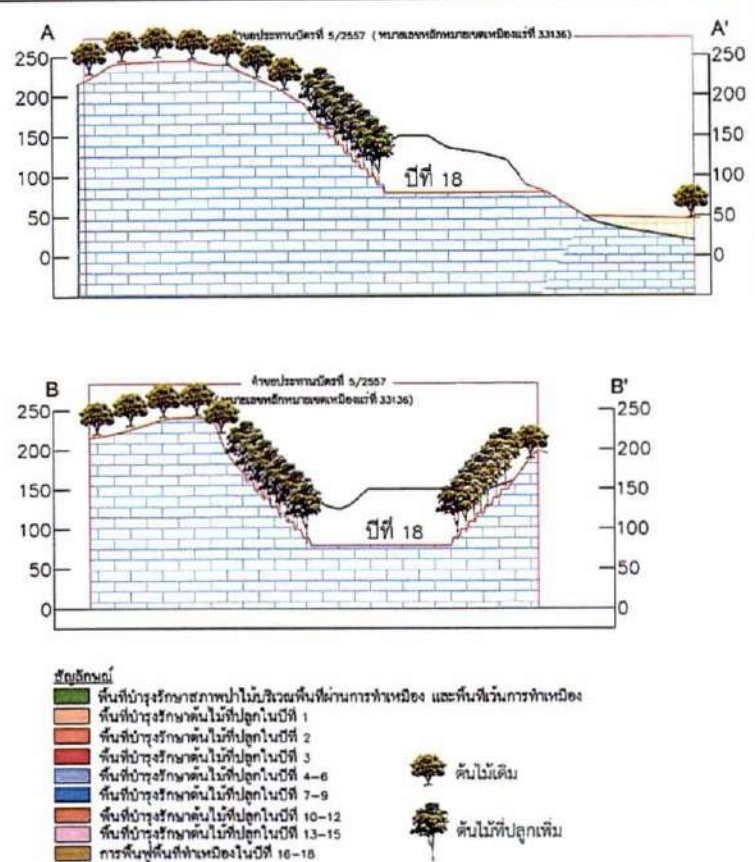 A
คำขอประทานบัตรที่ 5/2557 (หมายเลขหลักหมายเขตเหมืองแร่ที่ 33136)
A'
250
200
150
100
50
0
250
200
150
100
50
0
ปีที่ 18
B
คำขอประทานบัตรที่ 5/2557
(หมายเลขหลักหมายเขตเหมืองแร่ที่ 33136)
B'
250
200
150
100
50
0
250
200
150
100
50
0
ปีที่ 18
สัญลักษณ์
พื้นที่บำรุงรักษาสภาพป่าไม้บริเวณพื้นที่ผ่านการทำเหมือง และพื้นที่เว้นการทำเหมือง
พื้นที่บำรุงรักษาต้นไม้ที่ปลูกในปีที่ 1
พื้นที่บำรุงรักษาต้นไม้ที่ปลูกในปีที่ 2
พื้นที่บำรุงรักษาต้นไม้ที่ปลูกในปีที่ 3
พื้นที่บำรุงรักษาต้นไม้ที่ปลูกในปีที่ 4-6
พื้นที่บำรุงรักษาต้นไม้ที่ปลูกในปีที่ 7-9
พื้นที่บำรุงรักษาต้นไม้ที่ปลูกในปีที่ 10-12
พื้นที่บำรุงรักษาต้นไม้ที่ปลูกในปีที่ 13-15
การฟื้นฟูพื้นที่ทำเหมืองในปีที่ 16-18
ต้นไม้เดิม
ต้นไม้ที่ปลูกเพิ่ม